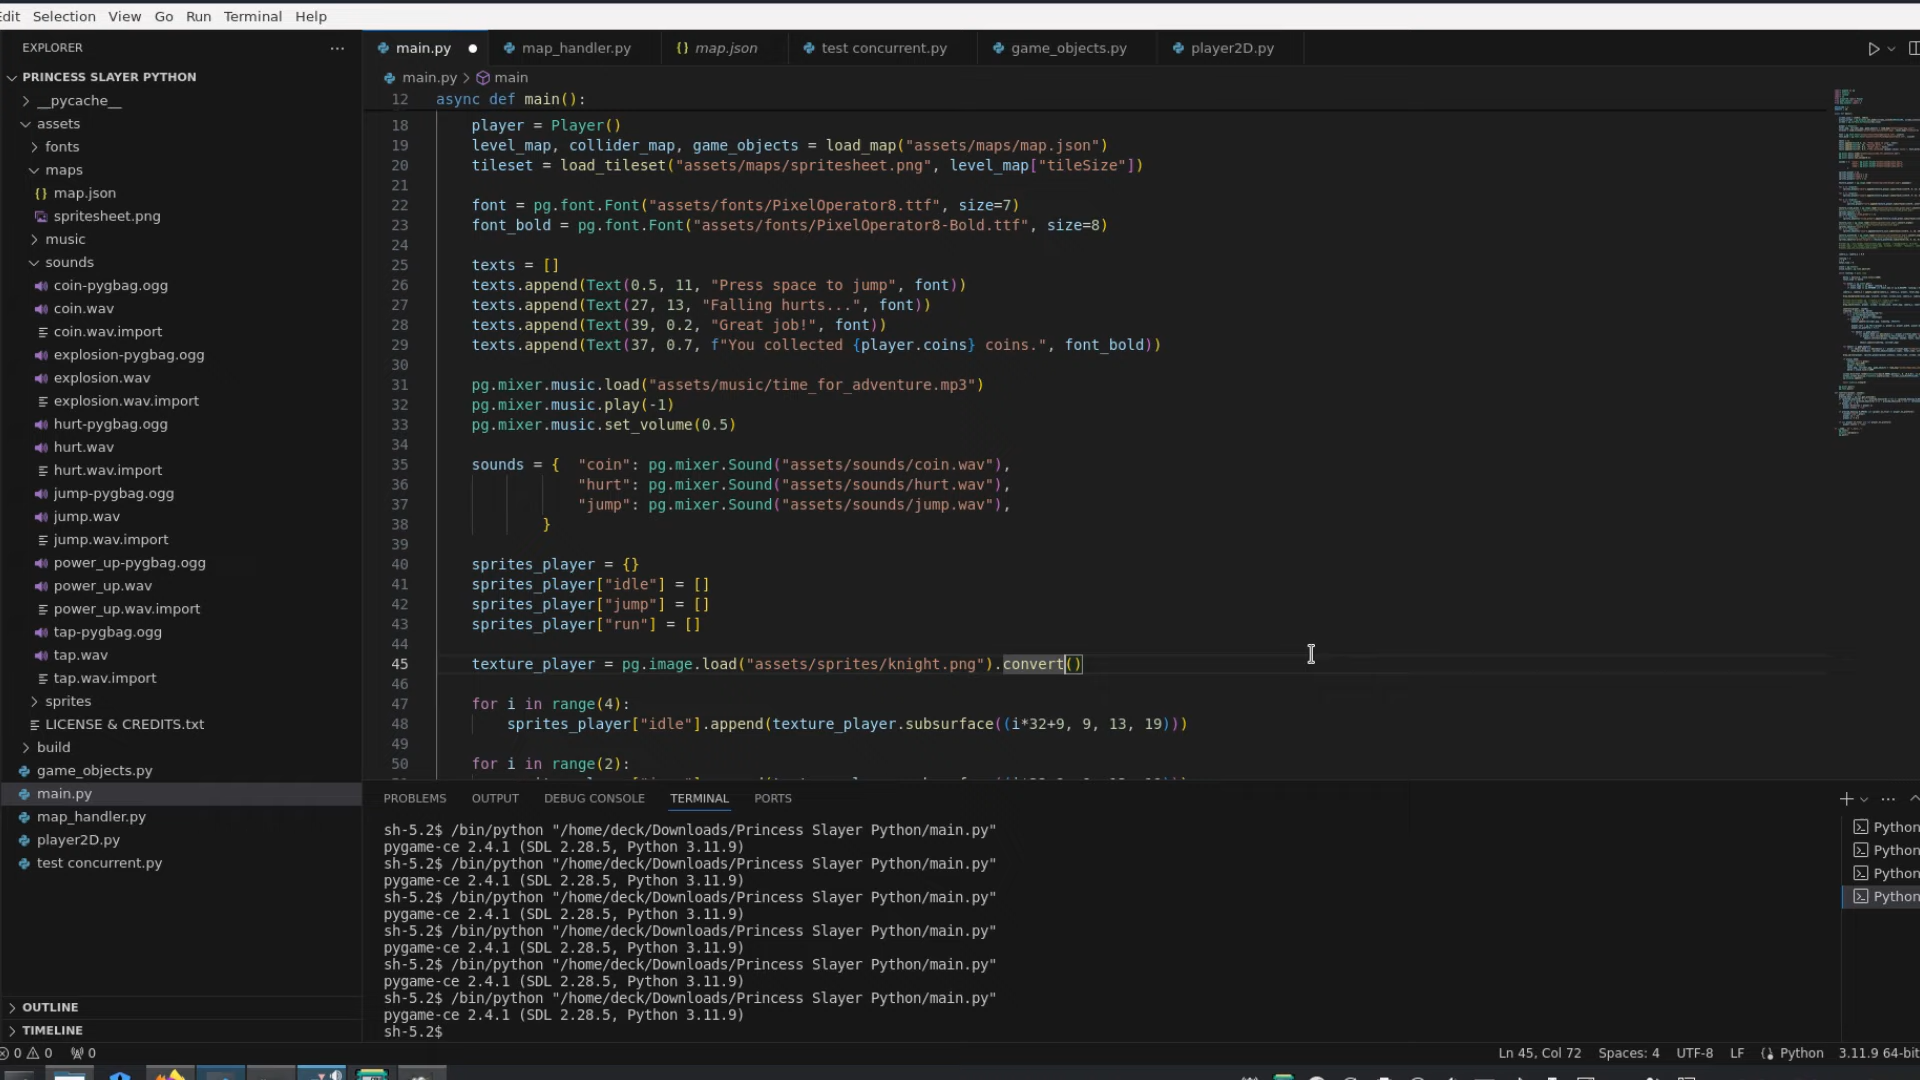 Edit Selection View Go Run Terminal Help
EXPLORER
PRINCESS SLAYER PYTHON
__pycache__
assets
fonts
maps
map.json
spritesheet.png
music
sounds
coin-pygbag.ogg
coin.wav
coin.wav.import
explosion-pygbag.ogg
explosion.wav
explosion.wav.import
hurt-pygbag.ogg
hurt.wav
hurt.wav.import
jump-pygbag.ogg
jump.wav
jump.wav.import
power_up-pygbag.ogg
power_up.wav
power_up.wav.import
tap-pygbag.ogg
tap.wav
tap.wav.import
sprites
LICENSE & CREDITS.txt
build
game_objects.py
main.py
map_handler.py
player2D.py
test concurrent.py
OUTLINE
TIMELINE
main.py map_handler.py {} map.json test concurrent.py game_objects.py player2D.py
main.py > main
12 async def main():
18 player = Player()
19 level_map, collider_map, game_objects = load_map("assets/maps/map.json")
20 tileset = load_tileset("assets/maps/spritesheet.png", level_map["tileSize"])
21
22 font = pg.font.Font("assets/fonts/PixelOperator8.ttf", size=7)
23 font_bold = pg.font.Font("assets/fonts/PixelOperator8-Bold.ttf", size=8)
24
25 texts = []
26 texts.append(Text(0.5, 11, "Press space to jump", font))
27 texts.append(Text(27, 13, "Falling hurts...", font))
28 texts.append(Text(39, 0.2, "Great job!", font))
29 texts.append(Text(37, 0.7, f"You collected {player.coins} coins.", font_bold))
30
31 pg.mixer.music.load("assets/music/time_for_adventure.mp3")
32 pg.mixer.music.play(-1)
33 pg.mixer.music.set_volume(0.5)
34
35 sounds = { "coin": pg.mixer.Sound("assets/sounds/coin.wav"),
36 "hurt": pg.mixer.Sound("assets/sounds/hurt.wav"),
37 "jump": pg.mixer.Sound("assets/sounds/jump.wav"),
38 }
39
40 sprites_player = {}
41 sprites_player["idle"] = []
42 sprites_player["jump"] = []
43 sprites_player["run"] = []
44
45 texture_player = pg.image.load("assets/sprites/knight.png").convert()
46
47 for i in range(4):
48 sprites_player["idle"].append(texture_player.subsurface((i*32+9, 9, 13, 19)))
49
50 for i in range(2):
PROBLEMS OUTPUT DEBUG CONSOLE TERMINAL PORTS
sh-5.2$ /bin/python "/home/deck/Downloads/Princess Slayer Python/main.py"
pygame-ce 2.4.1 (SDL 2.28.5, Python 3.11.9)
sh-5.2$ /bin/python "/home/deck/Downloads/Princess Slayer Python/main.py"
pygame-ce 2.4.1 (SDL 2.28.5, Python 3.11.9)
sh-5.2$ /bin/python "/home/deck/Downloads/Princess Slayer Python/main.py"
pygame-ce 2.4.1 (SDL 2.28.5, Python 3.11.9)
sh-5.2$ /bin/python "/home/deck/Downloads/Princess Slayer Python/main.py"
pygame-ce 2.4.1 (SDL 2.28.5, Python 3.11.9)
sh-5.2$ /bin/python "/home/deck/Downloads/Princess Slayer Python/main.py"
pygame-ce 2.4.1 (SDL 2.28.5, Python 3.11.9)
sh-5.2$ /bin/python "/home/deck/Downloads/Princess Slayer Python/main.py"
pygame-ce 2.4.1 (SDL 2.28.5, Python 3.11.9)
sh-5.2$
Python
Python
Python
Python
0 0 0 Ln 45, Col 72 Spaces: 4 UTF-8 LF Python 3.11.9 64-bit